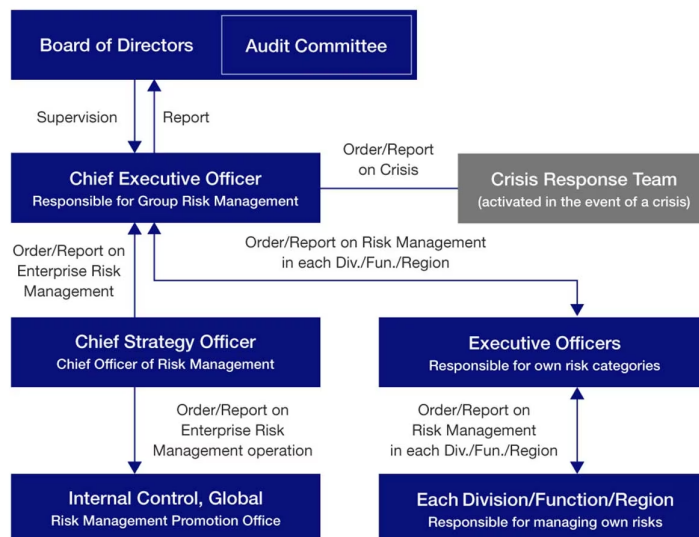 Board of Directors
Audit Committee
Supervision
Report
Chief Executive Officer
Responsible for Group Risk Management
Order/Report
on Crisis
Crisis Response Team
(activated in the event of a crisis)
Order/Report on
Enterprise Risk
Management
Order/Report on Risk Management
in each Div./Fun./Region
Chief Strategy Officer
Chief Officer of Risk Management
Executive Officers
Responsible for own risk categories
Order/Report on
Enterprise Risk
Management operation
Order/Report on
Risk Management
in each Div./Fun./Region
Internal Control, Global
Risk Management Promotion Office
Each Division/Function/Region
Responsible for managing own risks